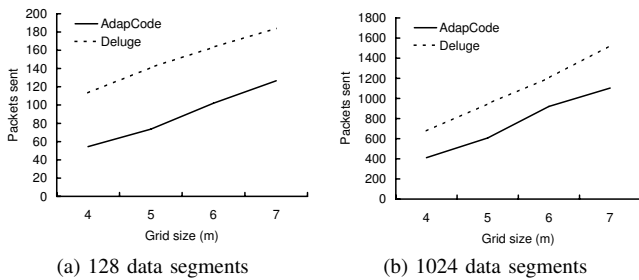 200
180
160
140
120
100
80
60
40
20
0
Packets sent
AdapCode
Deluge
4 5 6 7
Grid size (m)
(a) 128 data segments
1800
1600
1400
1200
1000
800
600
400
200
0
Packets sent
AdapCode
Deluge
4 5 6 7
Grid size (m)
(b) 1024 data segments